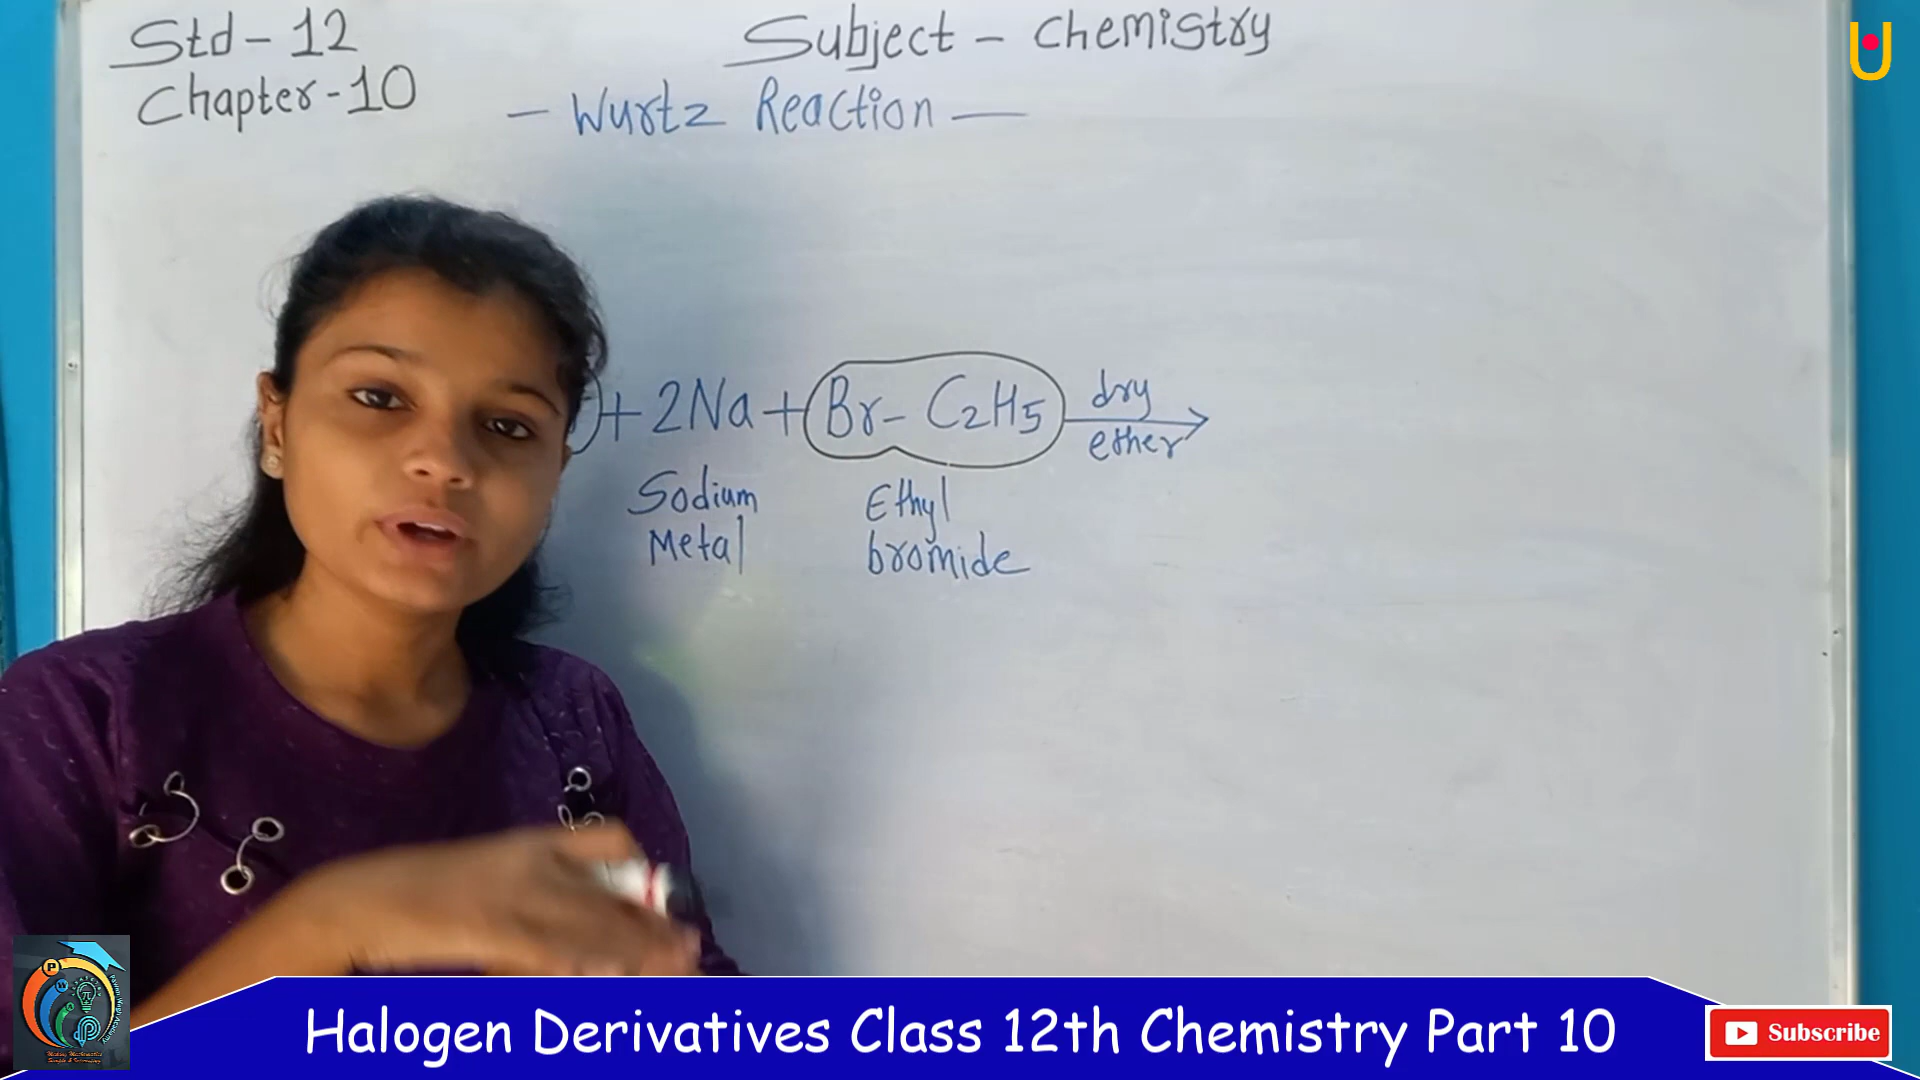 Std - 12
Subject - Chemistry
Chapter - 10
- Wurtz Reaction -
+ 2Na + Br - C2H5 dry
ether
Sodium
Metal
Ethyl
bromide
Halogen Derivatives Class 12th Chemistry Part 10
Subscribe